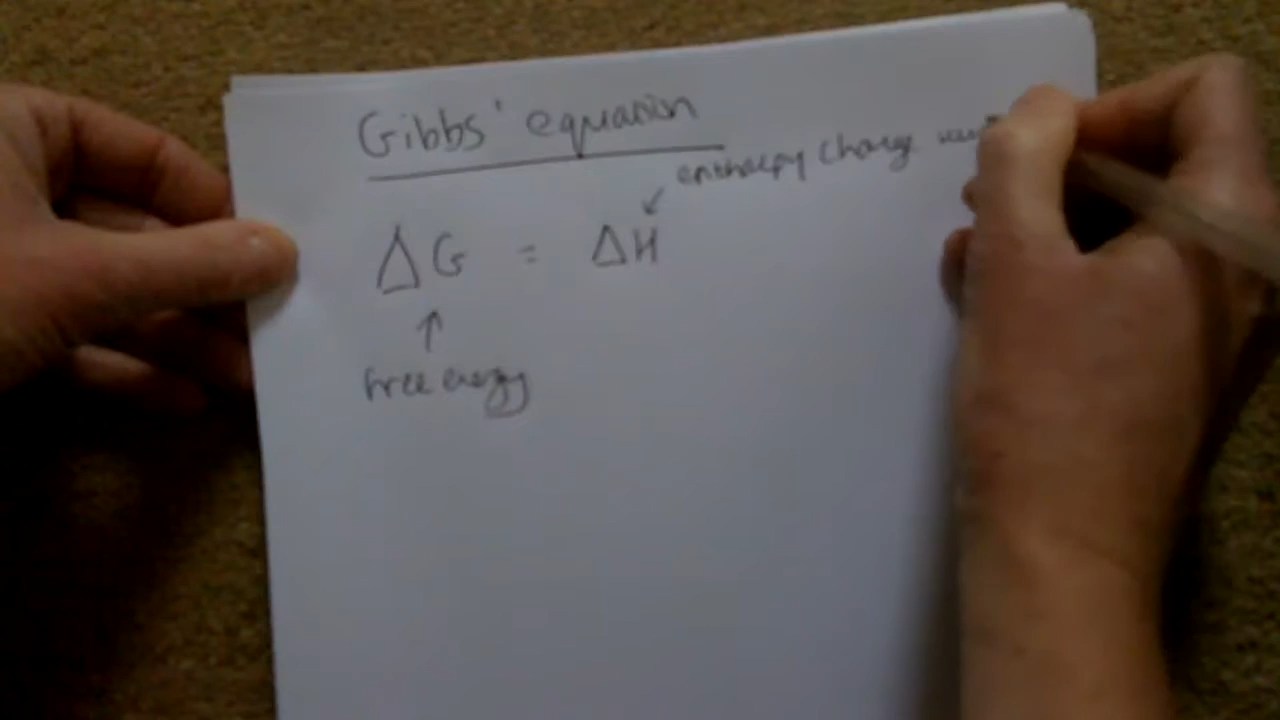 Gibbs' equation
enthalpy change
ΔG = ΔH
↑
free energy